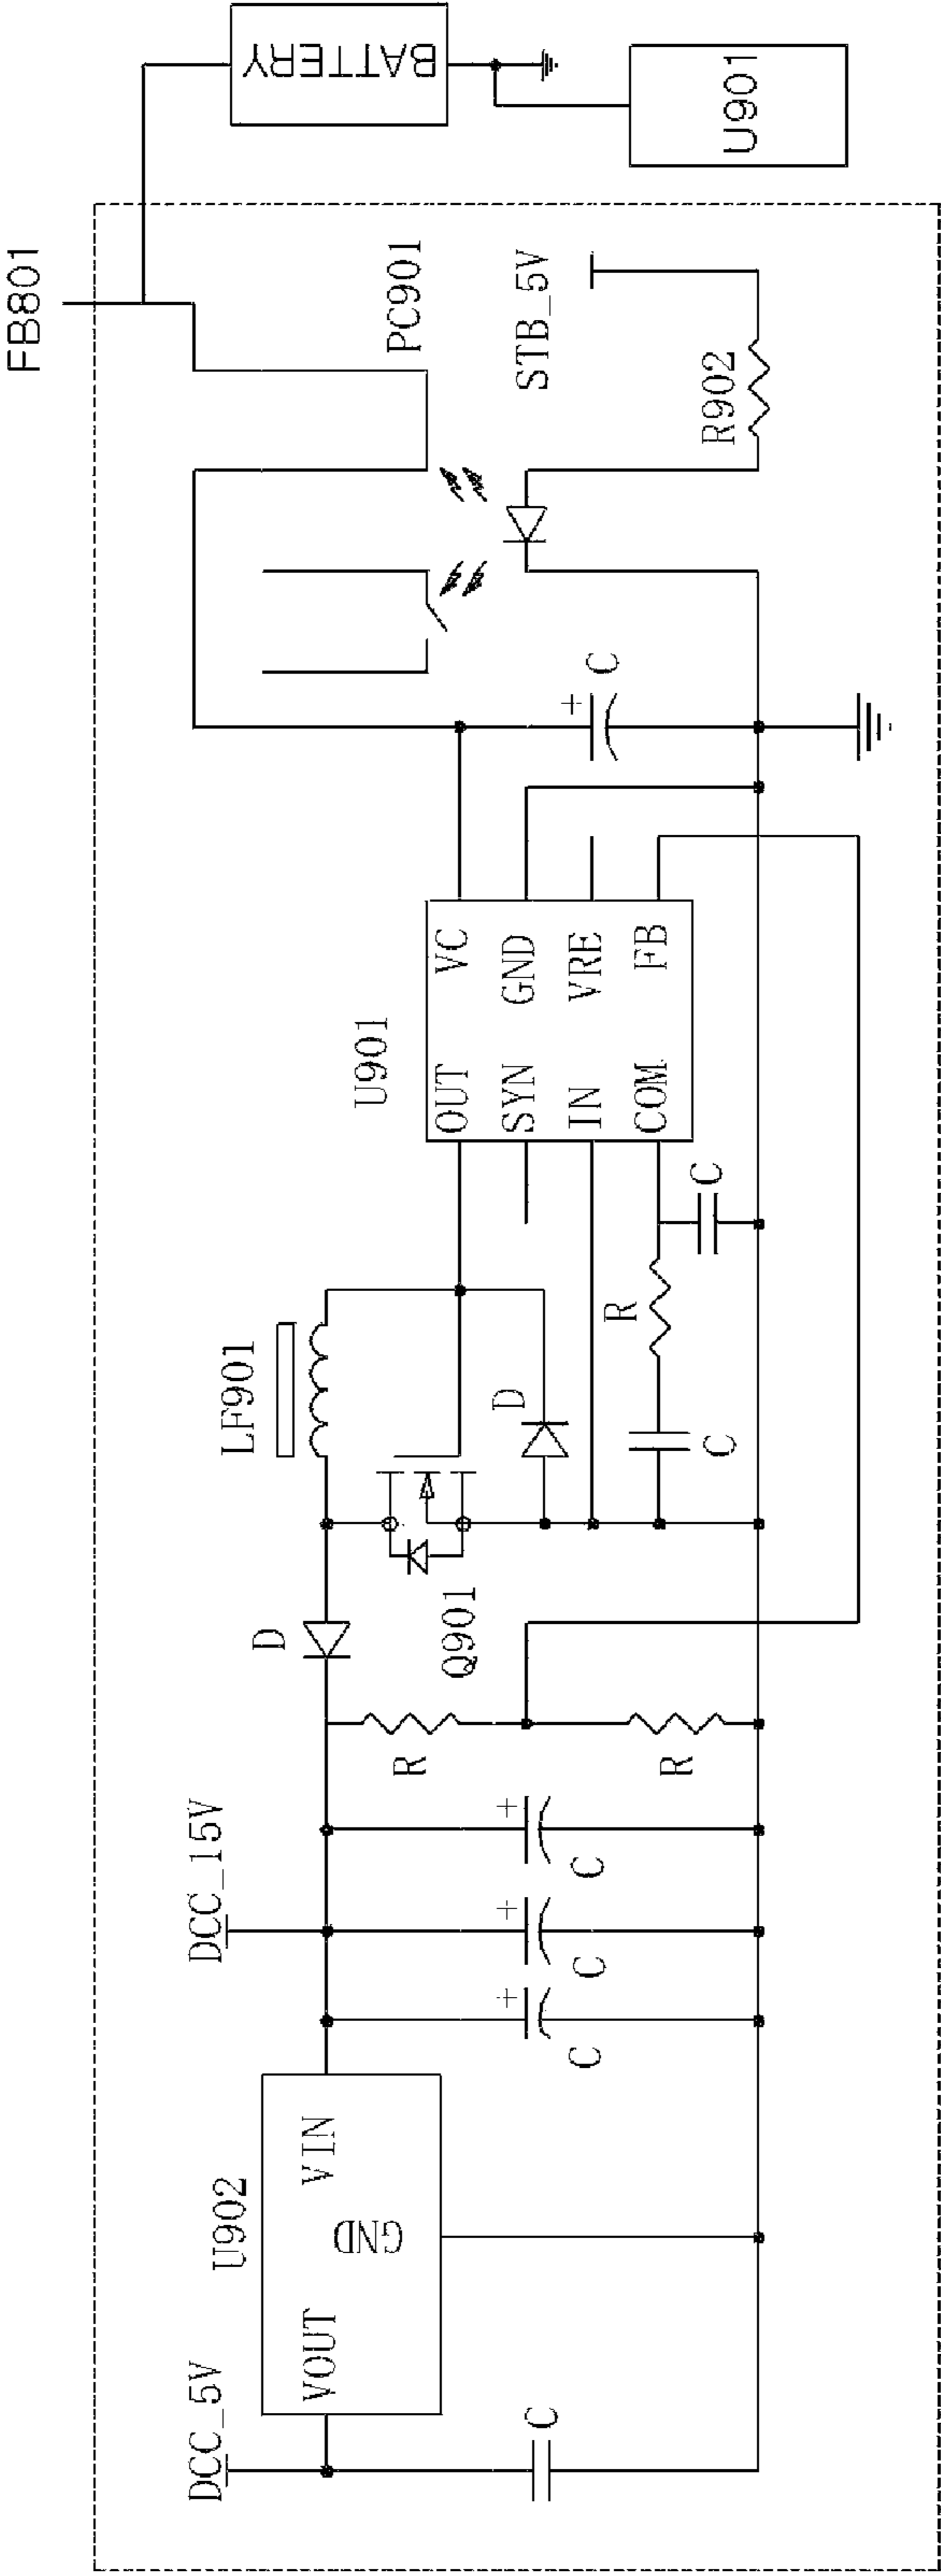 FB801
BATTERY
U901
PC901
STB_5V
R902
C
U901
OUT
VC
SYN
GND
IN
VRE
COM
FB
C
R
C
LF901
D
D
Q901
R
R
DCC_15V
C
C
C
U902
VIN
GND
VOUT
DCC_5V
C